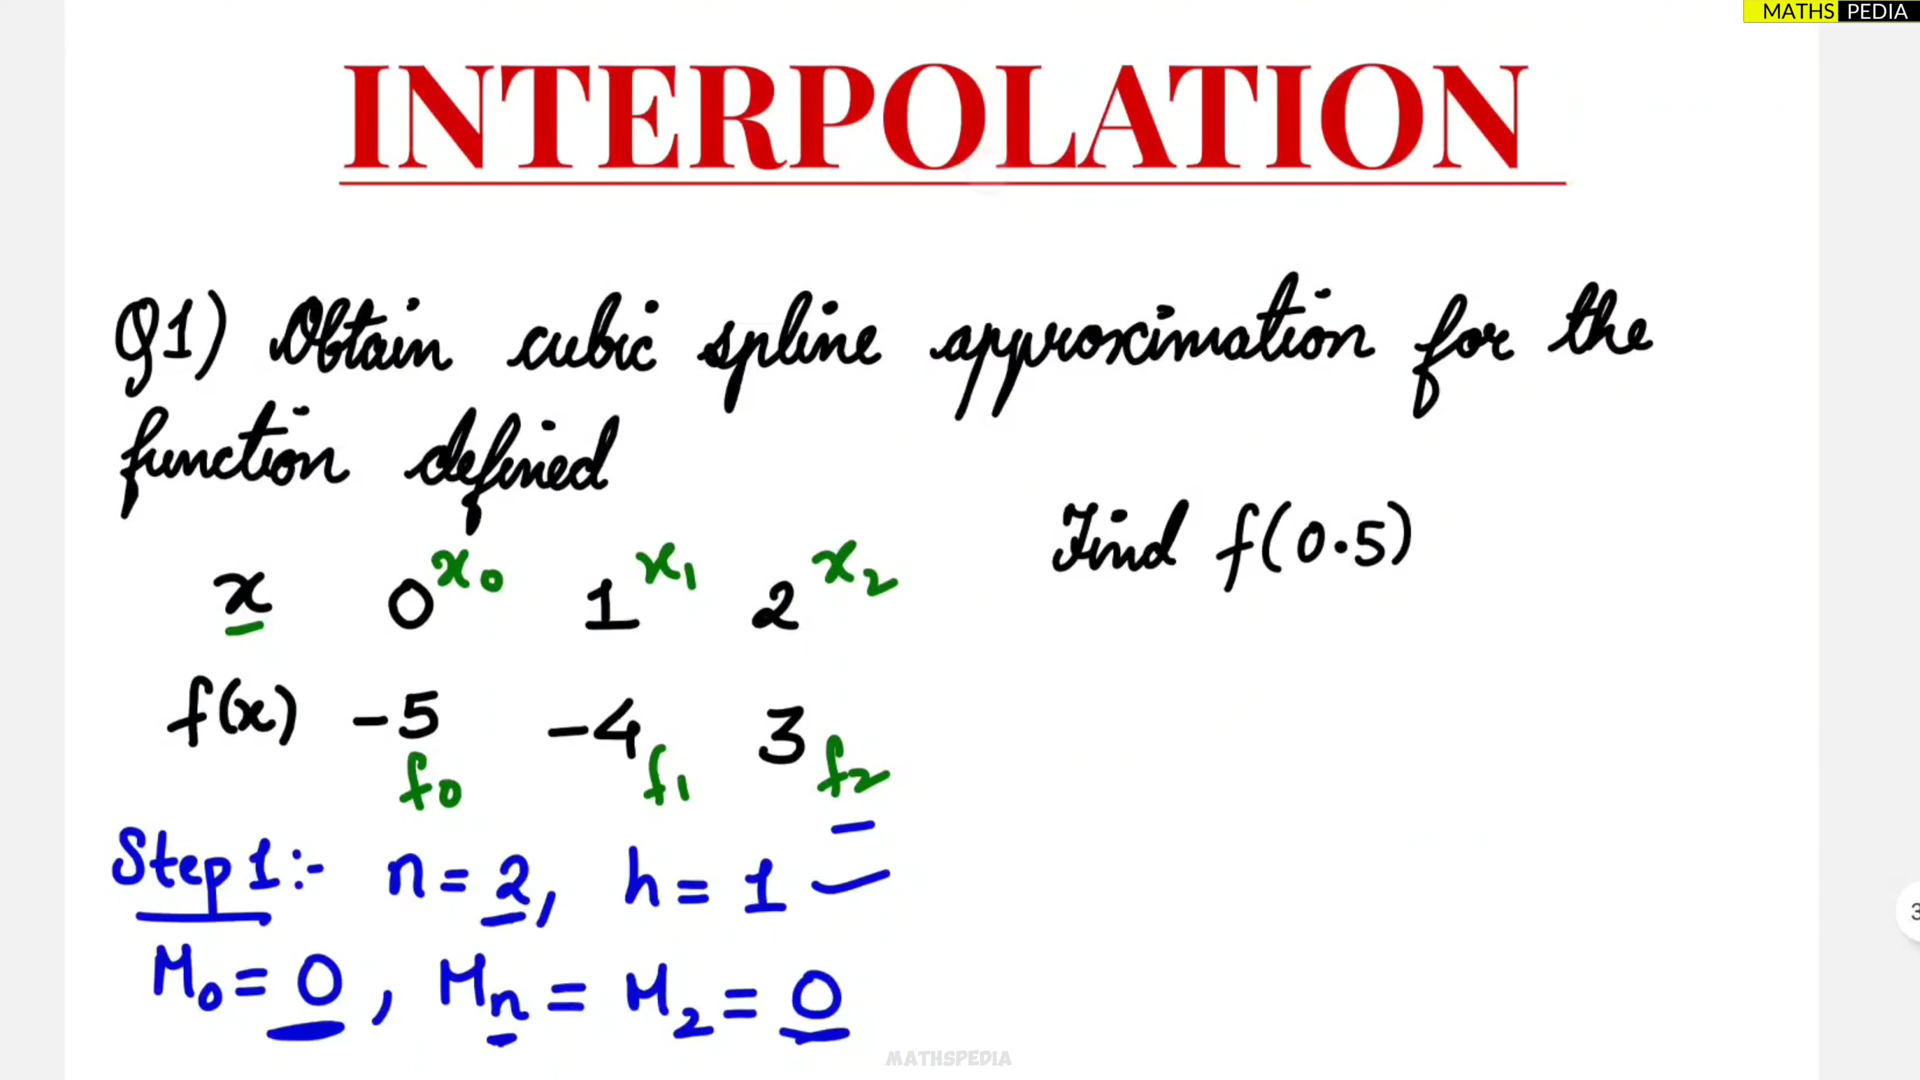 MATHS PEDIA
INTERPOLATION
Q1) Obtain cubic spline approximation for the
function defined
Find f(0.5)
x 0 x₀ 1 x₁ 2 x₂
f(x) -5 f₀ -4 f₁ 3 f₂
Step 1:- n = 2, h = 1
M₀ = 0, Mₙ = M₂ = 0
3
MATHSPEDIA